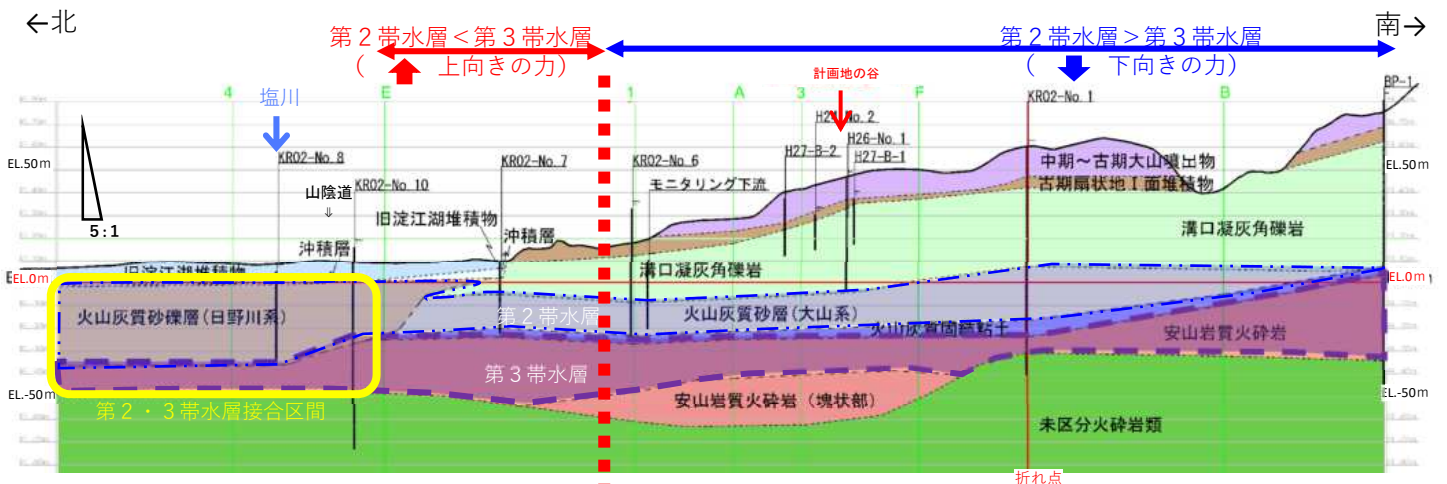 ←北
南→
第２帯水層＜第３帯水層
（ 上向きの力）
第２帯水層＞第３帯水層
（ 下向きの力）
計画地の谷
BP-1
4
塩川
E
1
A
3
F
B
KR02-No.1
H26-No.1
H27-B-2
H27-B-1
EL.50m
EL.50m
KR02-No.8
KR02-No.7
KR02-No.6
中期～古期大山噴出物
モニタリング下流
古期扇状地Ⅰ面堆積物
KR02-No.10
山陰道
⇓
5:1
旧淀江湖堆積物
沖積層
溝口凝灰角礫岩
沖積層
旧淀江湖堆積物
溝口凝灰角礫岩
EL.0m
EL.0m
火山灰質砂礫層（日野川系）
第２帯水層
火山灰質砂層（大山系）
火山灰質固結粘土
安山岩質火砕岩
第３帯水層
EL.-50m
EL.-50m
安山岩質火砕岩（塊状部）
第２・３帯水層接合区間
未区分火砕岩類
折れ点